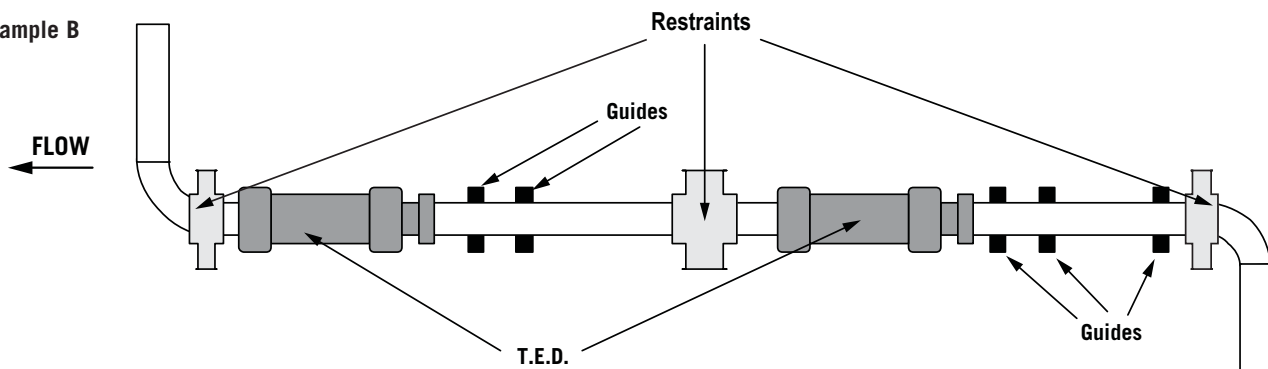 ample B
Restraints
Guides
FLOW
Guides
T.E.D.